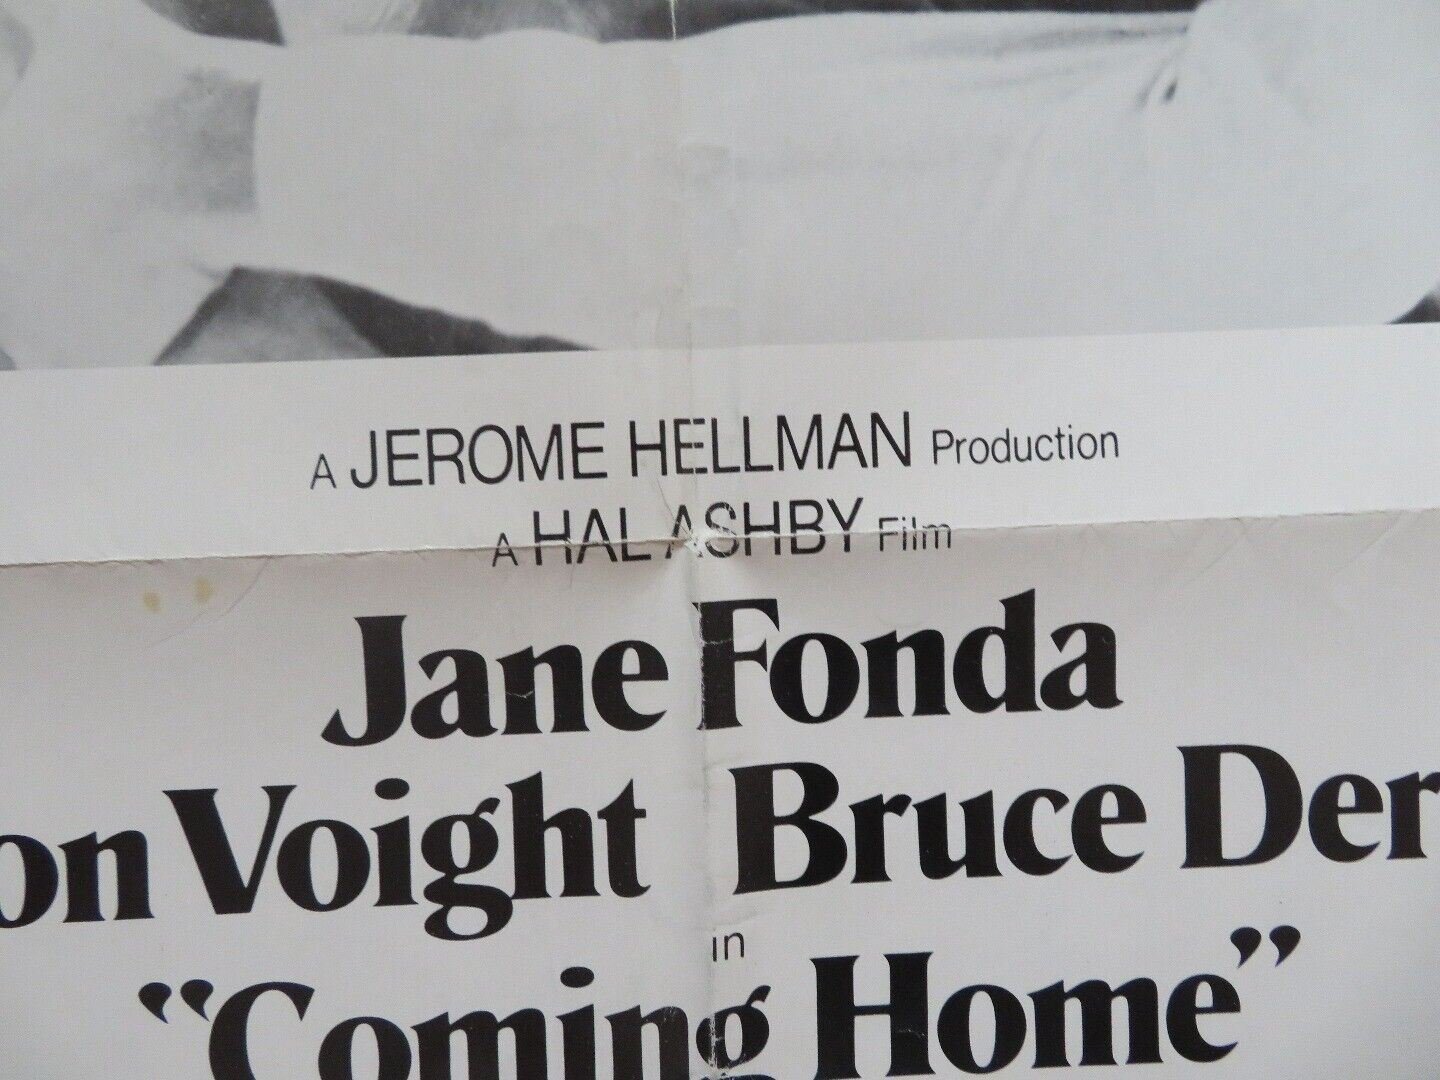 A JEROME HELLMAN Production
A HAL ASHBY Film
Jane Fonda
on Voight Bruce Der
in
"Coming Home"